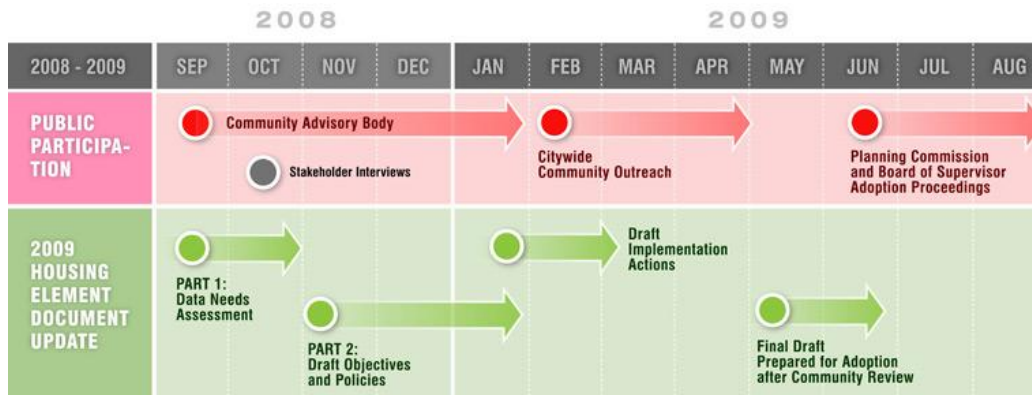 2008
2009
2008 - 2009
SEP
OCT
NOV
DEC
JAN
FEB
MAR
APR
MAY
JUN
JUL
AUG
PUBLIC
PARTICIPA-
TION
Community Advisory Body
Stakeholder Interviews
Citywide
Community Outreach
Planning Commission
and Board of Supervisor
Adoption Proceedings
2009
HOUSING
ELEMENT
DOCUMENT
UPDATE
PART 1:
Data Needs
Assessment
PART 2:
Draft Objectives
and Policies
Draft
Implementation
Actions
Final Draft
Prepared for Adoption
after Community Review